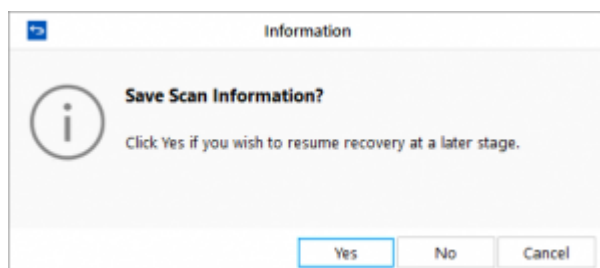 Information
Save Scan Information?
Click Yes if you wish to resume recovery at a later stage.
Yes No Cancel